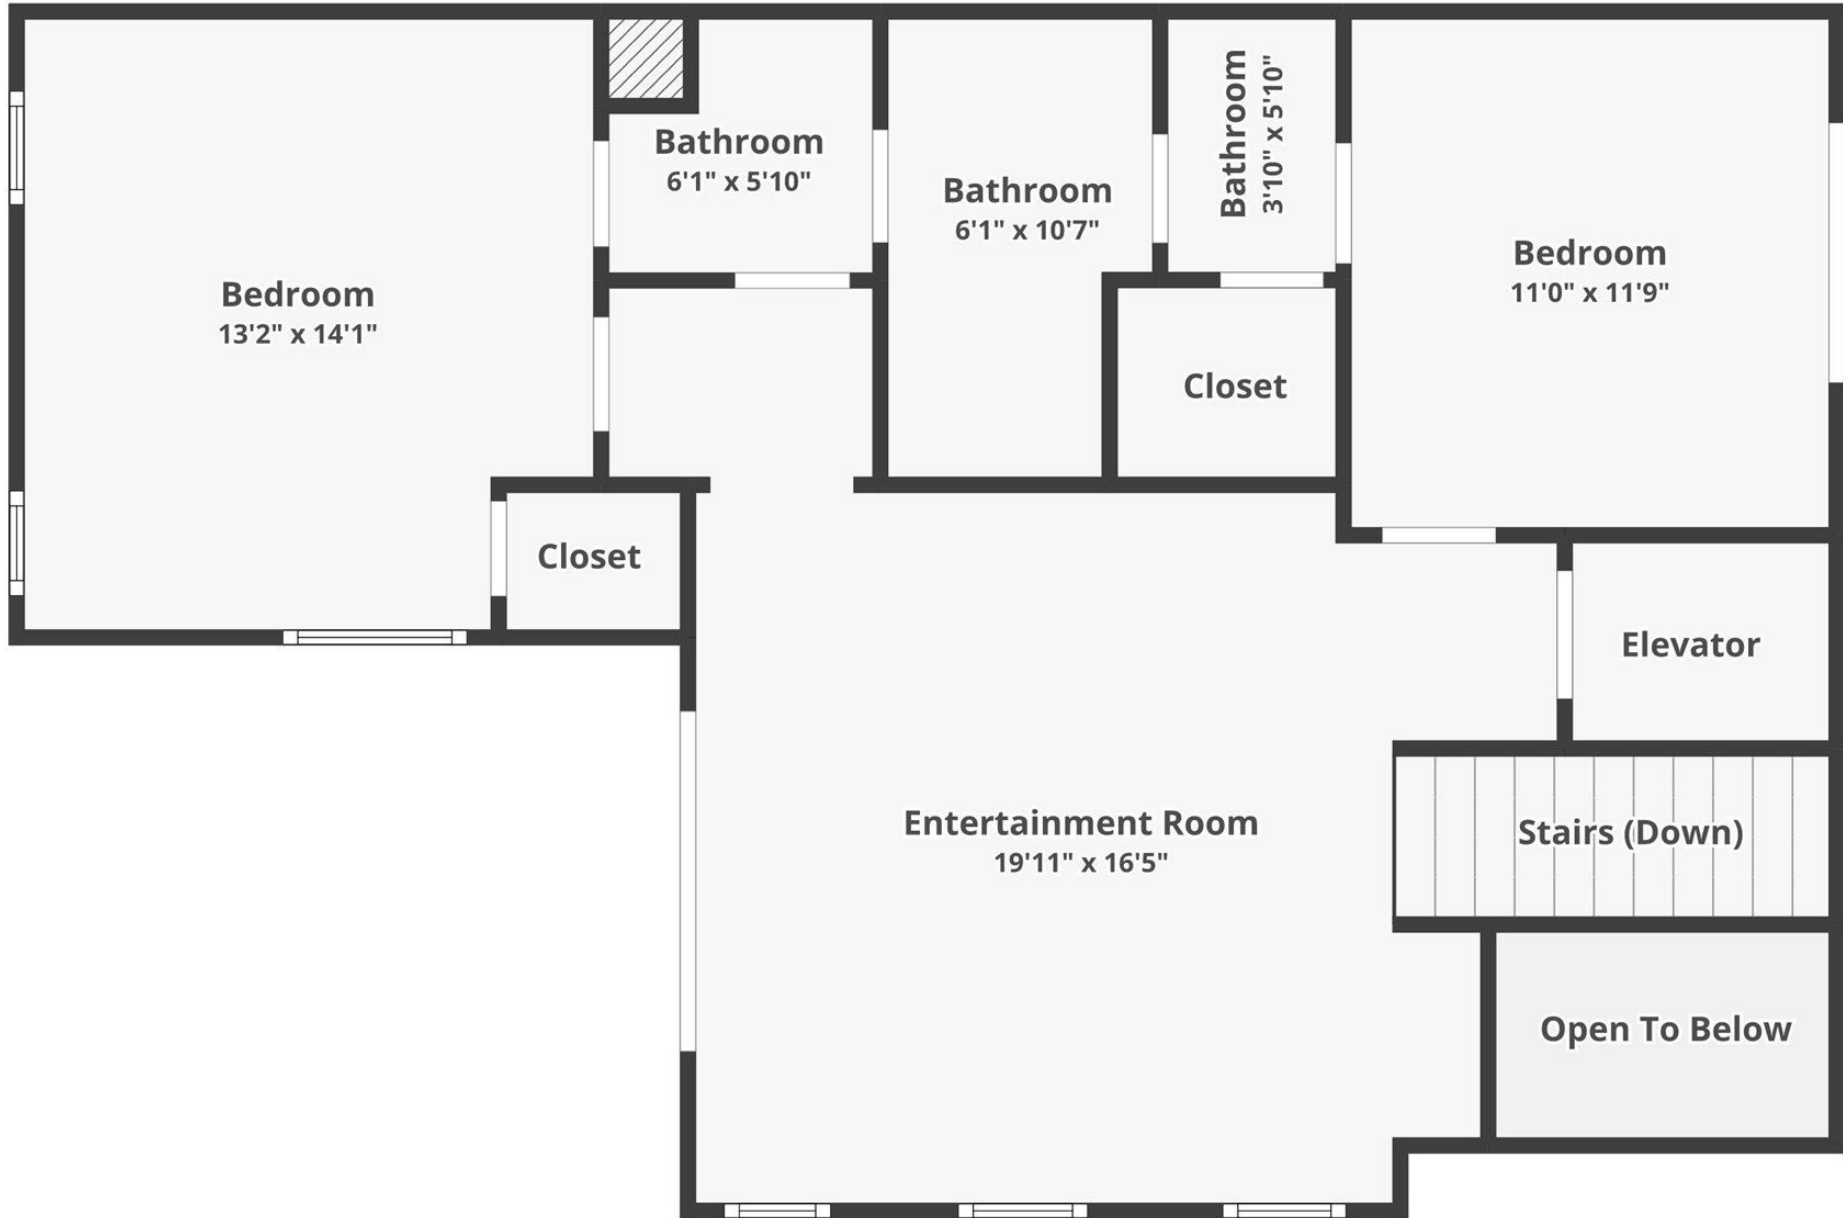 Bathroom
6'1" x 5'10"
Bathroom
6'1" x 10'7"
Bathroom
3'10" x 5'10"
Bedroom
11'0" x 11'9"
Bedroom
13'2" x 14'1"
Closet
Closet
Elevator
Entertainment Room
19'11" x 16'5"
Stairs (Down)
Open To Below